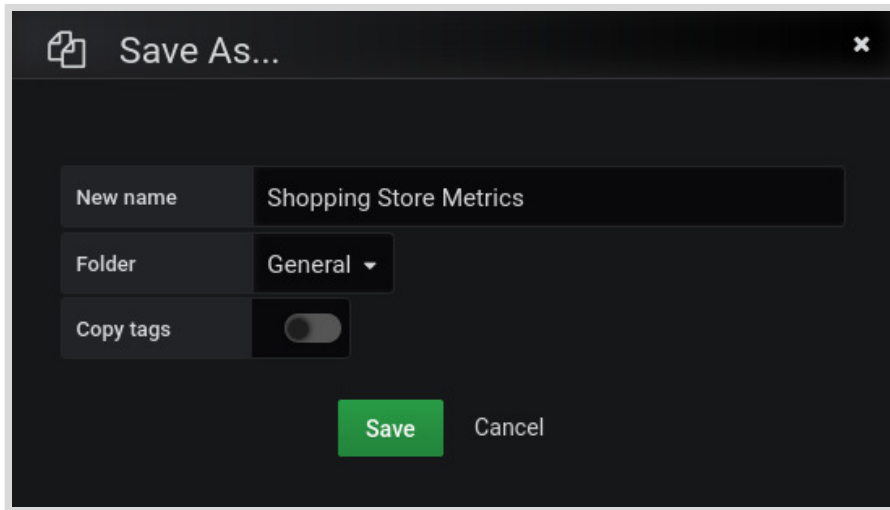 Save As...
New name
Shopping Store Metrics
Folder
General
Copy tags
Save
Cancel